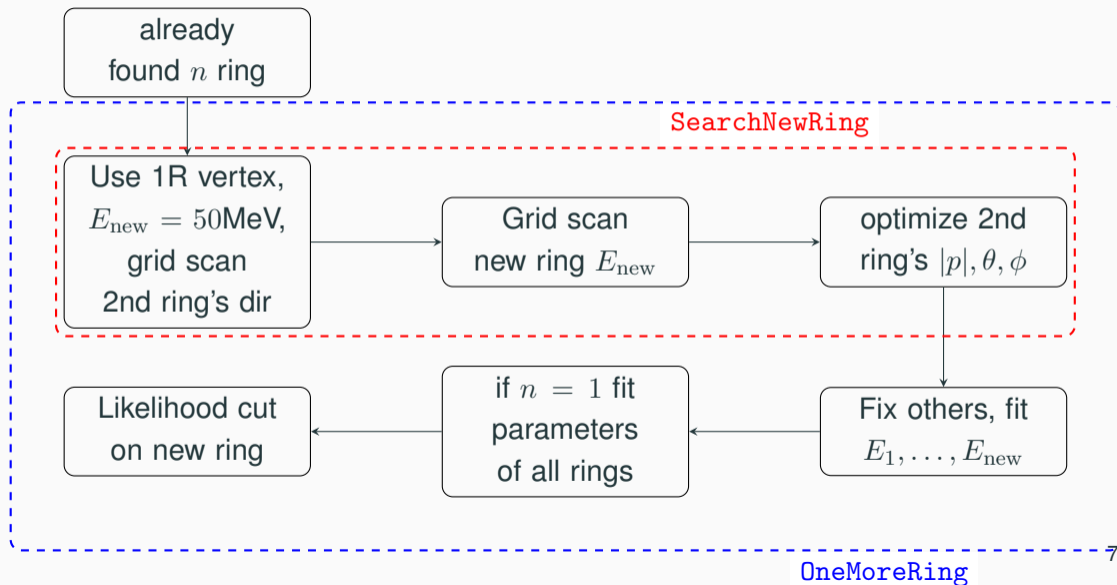 already
found n ring
SearchNewRing
Use 1R vertex,
E_new = 50MeV,
grid scan
2nd ring's dir
Grid scan
new ring E_new
optimize 2nd
ring's |p|, θ, ϕ
Likelihood cut
on new ring
if n = 1 fit
parameters
of all rings
Fix others, fit
E_1, . . . , E_new
7
OneMoreRing